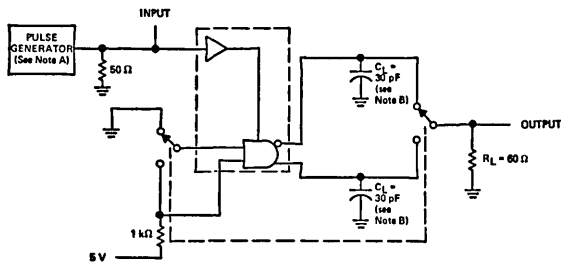 INPUT
PULSE
GENERATOR
(See Note A)
50 Ω
C_L =
30 pF
(see
Note B)
OUTPUT
R_L = 60 Ω
C_L =
30 pF
(see
Note B)
1 kΩ
5 V